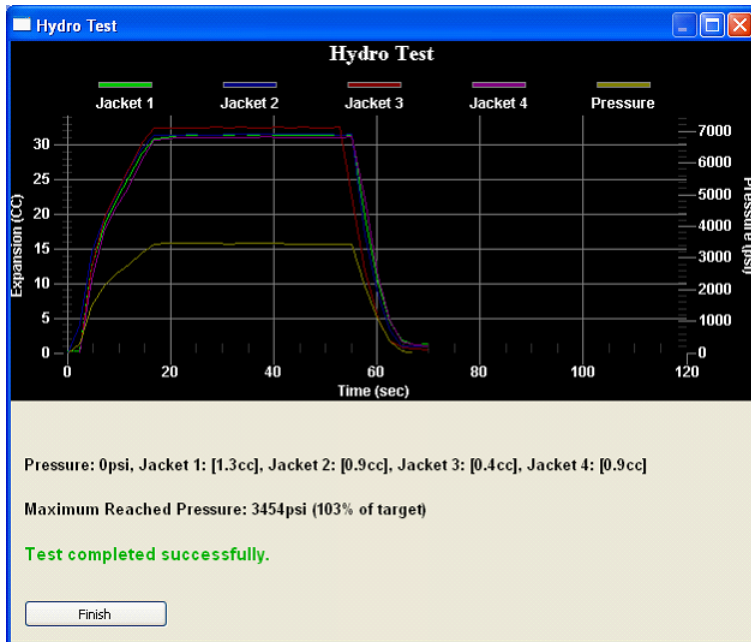 Hydro Test
Hydro Test
Jacket 1 Jacket 2 Jacket 3 Jacket 4 Pressure
30
25
20
15
10
5
0
Expansion (CC)
7000
6000
5000
4000
3000
2000
1000
0
Pressure (psi)
0 20 40 60 80 100 120
Time (sec)
Pressure: 0psi, Jacket 1: [1.3cc], Jacket 2: [0.9cc], Jacket 3: [0.4cc], Jacket 4: [0.9cc]
Maximum Reached Pressure: 3454psi (103% of target)
Test completed successfully.
Finish